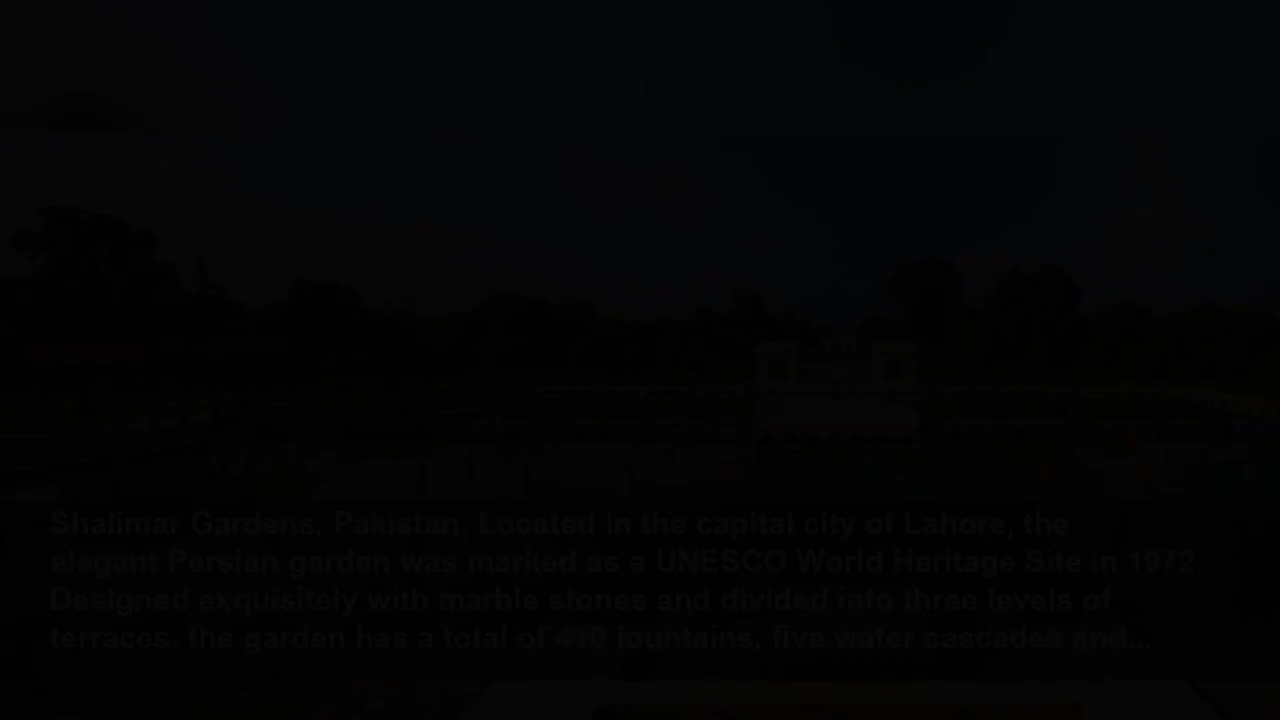 Shalimar Gardens, Pakistan, Located in the capital city of Lahore, the
elegant Persian garden was marked as a UNESCO World Heritage Site in 1972.
Designed exquisitely with marble stones and divided into three levels of
terraces, the garden has a total of 410 fountains, five water cascades and...